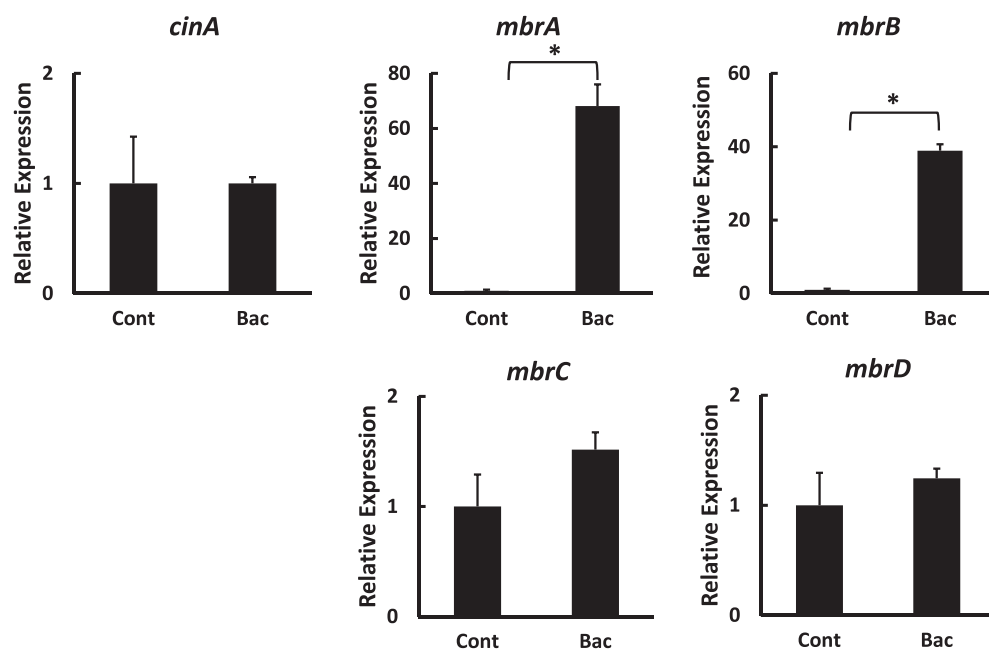 cinA
Relative Expression
2
1
0
Cont Bac
mbrA
Relative Expression
80
60
40
20
0
*
Cont Bac
mbrB
Relative Expression
60
40
20
0
*
Cont Bac
mbrC
Relative Expression
2
1
0
Cont Bac
mbrD
Relative Expression
2
1
0
Cont Bac